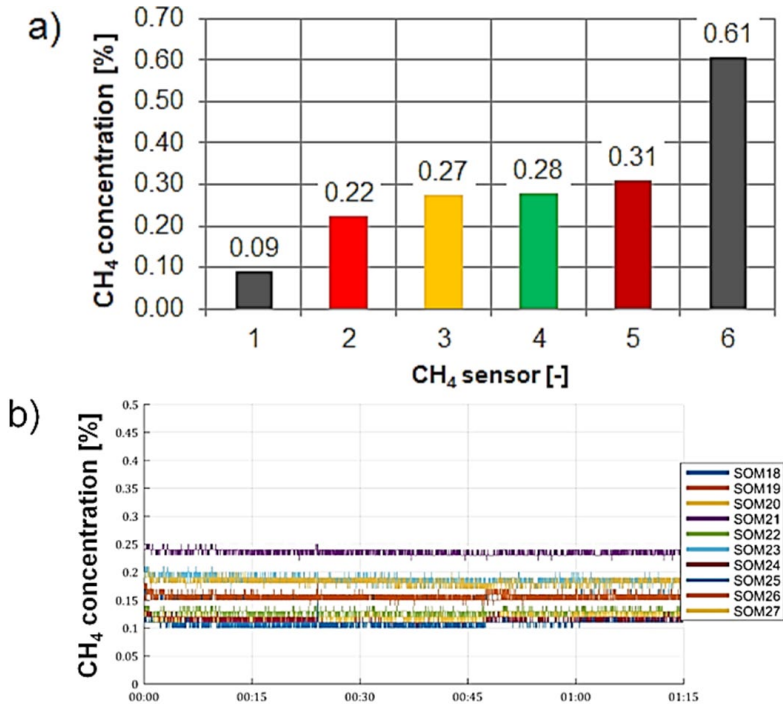 a)
CH₄ concentration [%]
0.70
0.60
0.50
0.40
0.30
0.20
0.10
0.00
0.09
0.22
0.27
0.28
0.31
0.61
1 2 3 4 5 6
CH₄ sensor [-]
b)
CH₄ concentration [%]
0.5
0.45
0.4
0.35
0.3
0.25
0.2
0.15
0.1
0.05
0
00:00 00:15 00:30 00:45 01:00 01:15
SOM18
SOM19
SOM20
SOM21
SOM22
SOM23
SOM24
SOM25
SOM26
SOM27